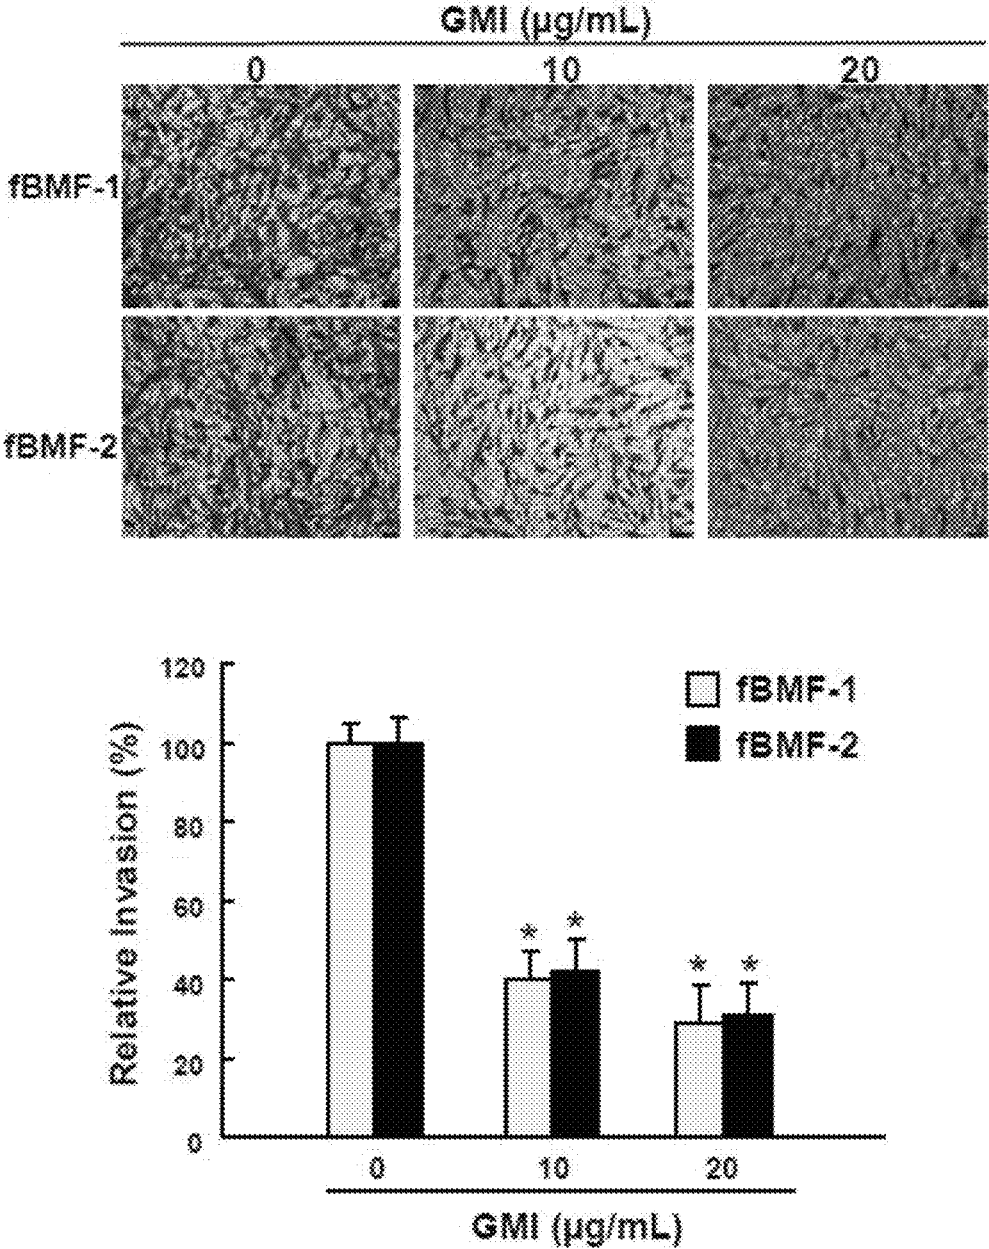 GMI (µg/mL)
0 10 20
fBMF-1
fBMF-2
120
100
80
60
40
20
0
Relative Invasion (%)
fBMF-1
fBMF-2
* * * *
0 10 20
GMI (µg/mL)